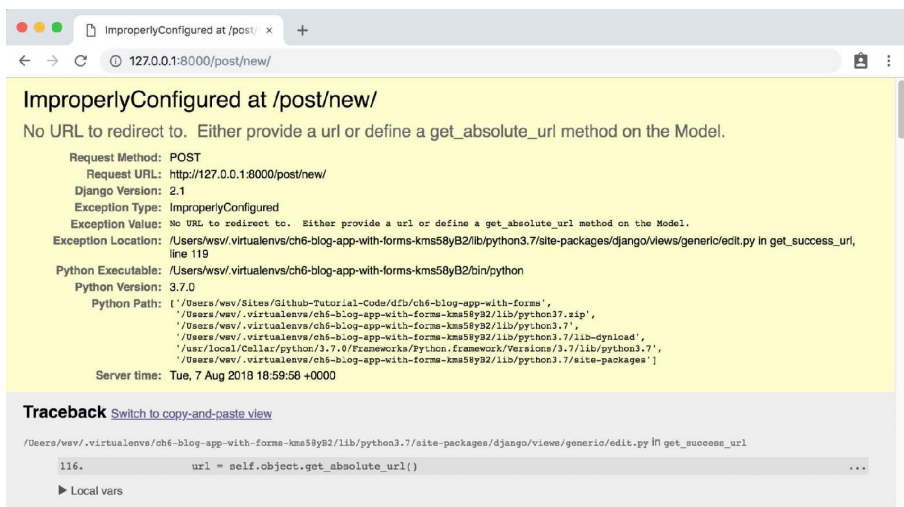 ImproperlyConfigured at /post/
127.0.0.1:8000/post/new/
ImproperlyConfigured at /post/new/
No URL to redirect to. Either provide a url or define a get_absolute_url method on the Model.
Request Method: POST
Request URL: http://127.0.0.1:8000/post/new/
Django Version: 2.1
Exception Type: ImproperlyConfigured
Exception Value: No URL to redirect to. Either provide a url or define a get_absolute_url method on the Model.
Exception Location: /Users/wsv/.virtualenvs/ch6-blog-app-with-forms-kms58yB2/lib/python3.7/site-packages/django/views/generic/edit.py in get_success_url,
line 119
Python Executable: /Users/wsv/.virtualenvs/ch6-blog-app-with-forms-kms58yB2/bin/python
Python Version: 3.7.0
Python Path: ['/Users/wsv/Sites/Github-Tutorial-Code/dfb/ch6-blog-app-with-forms',
'/Users/wsv/.virtualenvs/ch6-blog-app-with-forms-kms58yB2/lib/python37.zip',
'/Users/wsv/.virtualenvs/ch6-blog-app-with-forms-kms58yB2/lib/python3.7',
'/Users/wsv/.virtualenvs/ch6-blog-app-with-forms-kms58yB2/lib/python3.7/lib-dynload',
'/usr/local/Cellar/python/3.7.0/Frameworks/Python.framework/Versions/3.7/lib/python3.7',
'/Users/wsv/.virtualenvs/ch6-blog-app-with-forms-kms58yB2/lib/python3.7/site-packages']
Server time: Tue, 7 Aug 2018 18:59:58 +0000
Traceback Switch to copy-and-paste view
/Users/wsv/.virtualenvs/ch6-blog-app-with-forms-kms58yB2/lib/python3.7/site-packages/django/views/generic/edit.py in get_success_url
116. url = self.object.get_absolute_url() ...
▶ Local vars